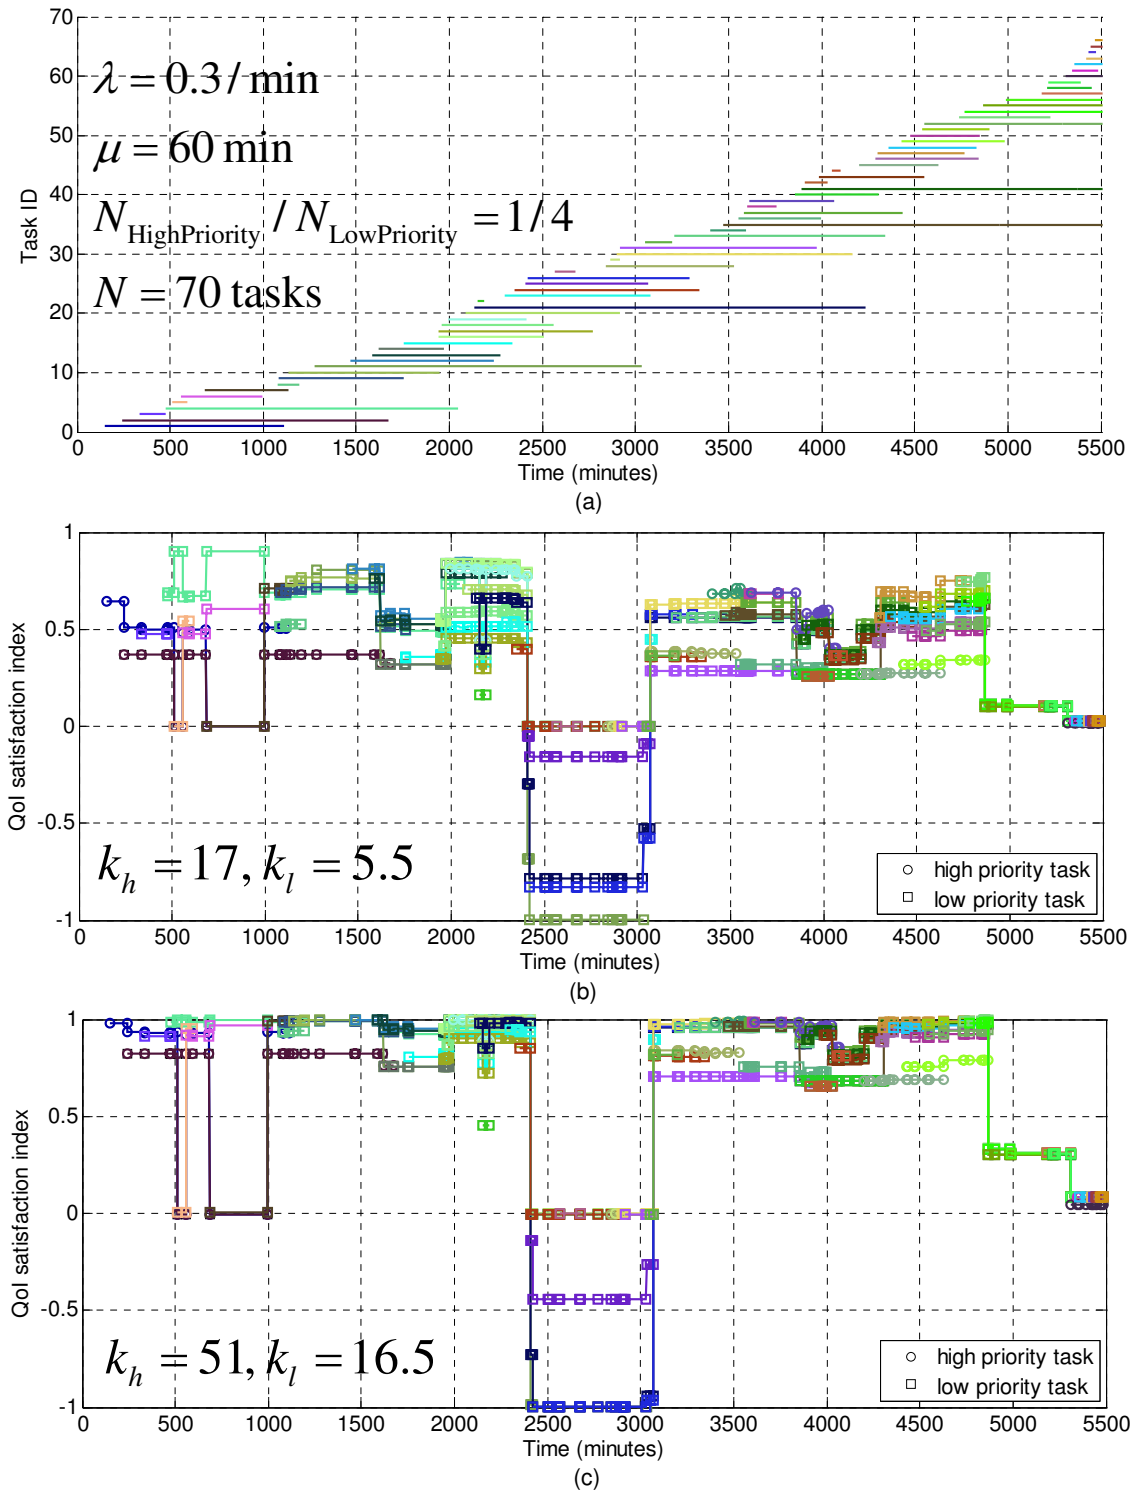 70
60
50
40
30
20
10
0
Task ID
λ = 0.3 / min
μ = 60 min
N_HighPriority / N_LowPriority = 1/4
N = 70 tasks
0 500 1000 1500 2000 2500 3000 3500 4000 4500 5000 5500
Time (minutes)
(a)
1
0.5
0
-0.5
-1
QoI satisfaction index
k_h = 17, k_l = 5.5
high priority task
low priority task
0 500 1000 1500 2000 2500 3000 3500 4000 4500 5000 5500
Time (minutes)
(b)
1
0.5
0
-0.5
-1
QoI satisfaction index
k_h = 51, k_l = 16.5
high priority task
low priority task
0 500 1000 1500 2000 2500 3000 3500 4000 4500 5000 5500
Time (minutes)
(c)